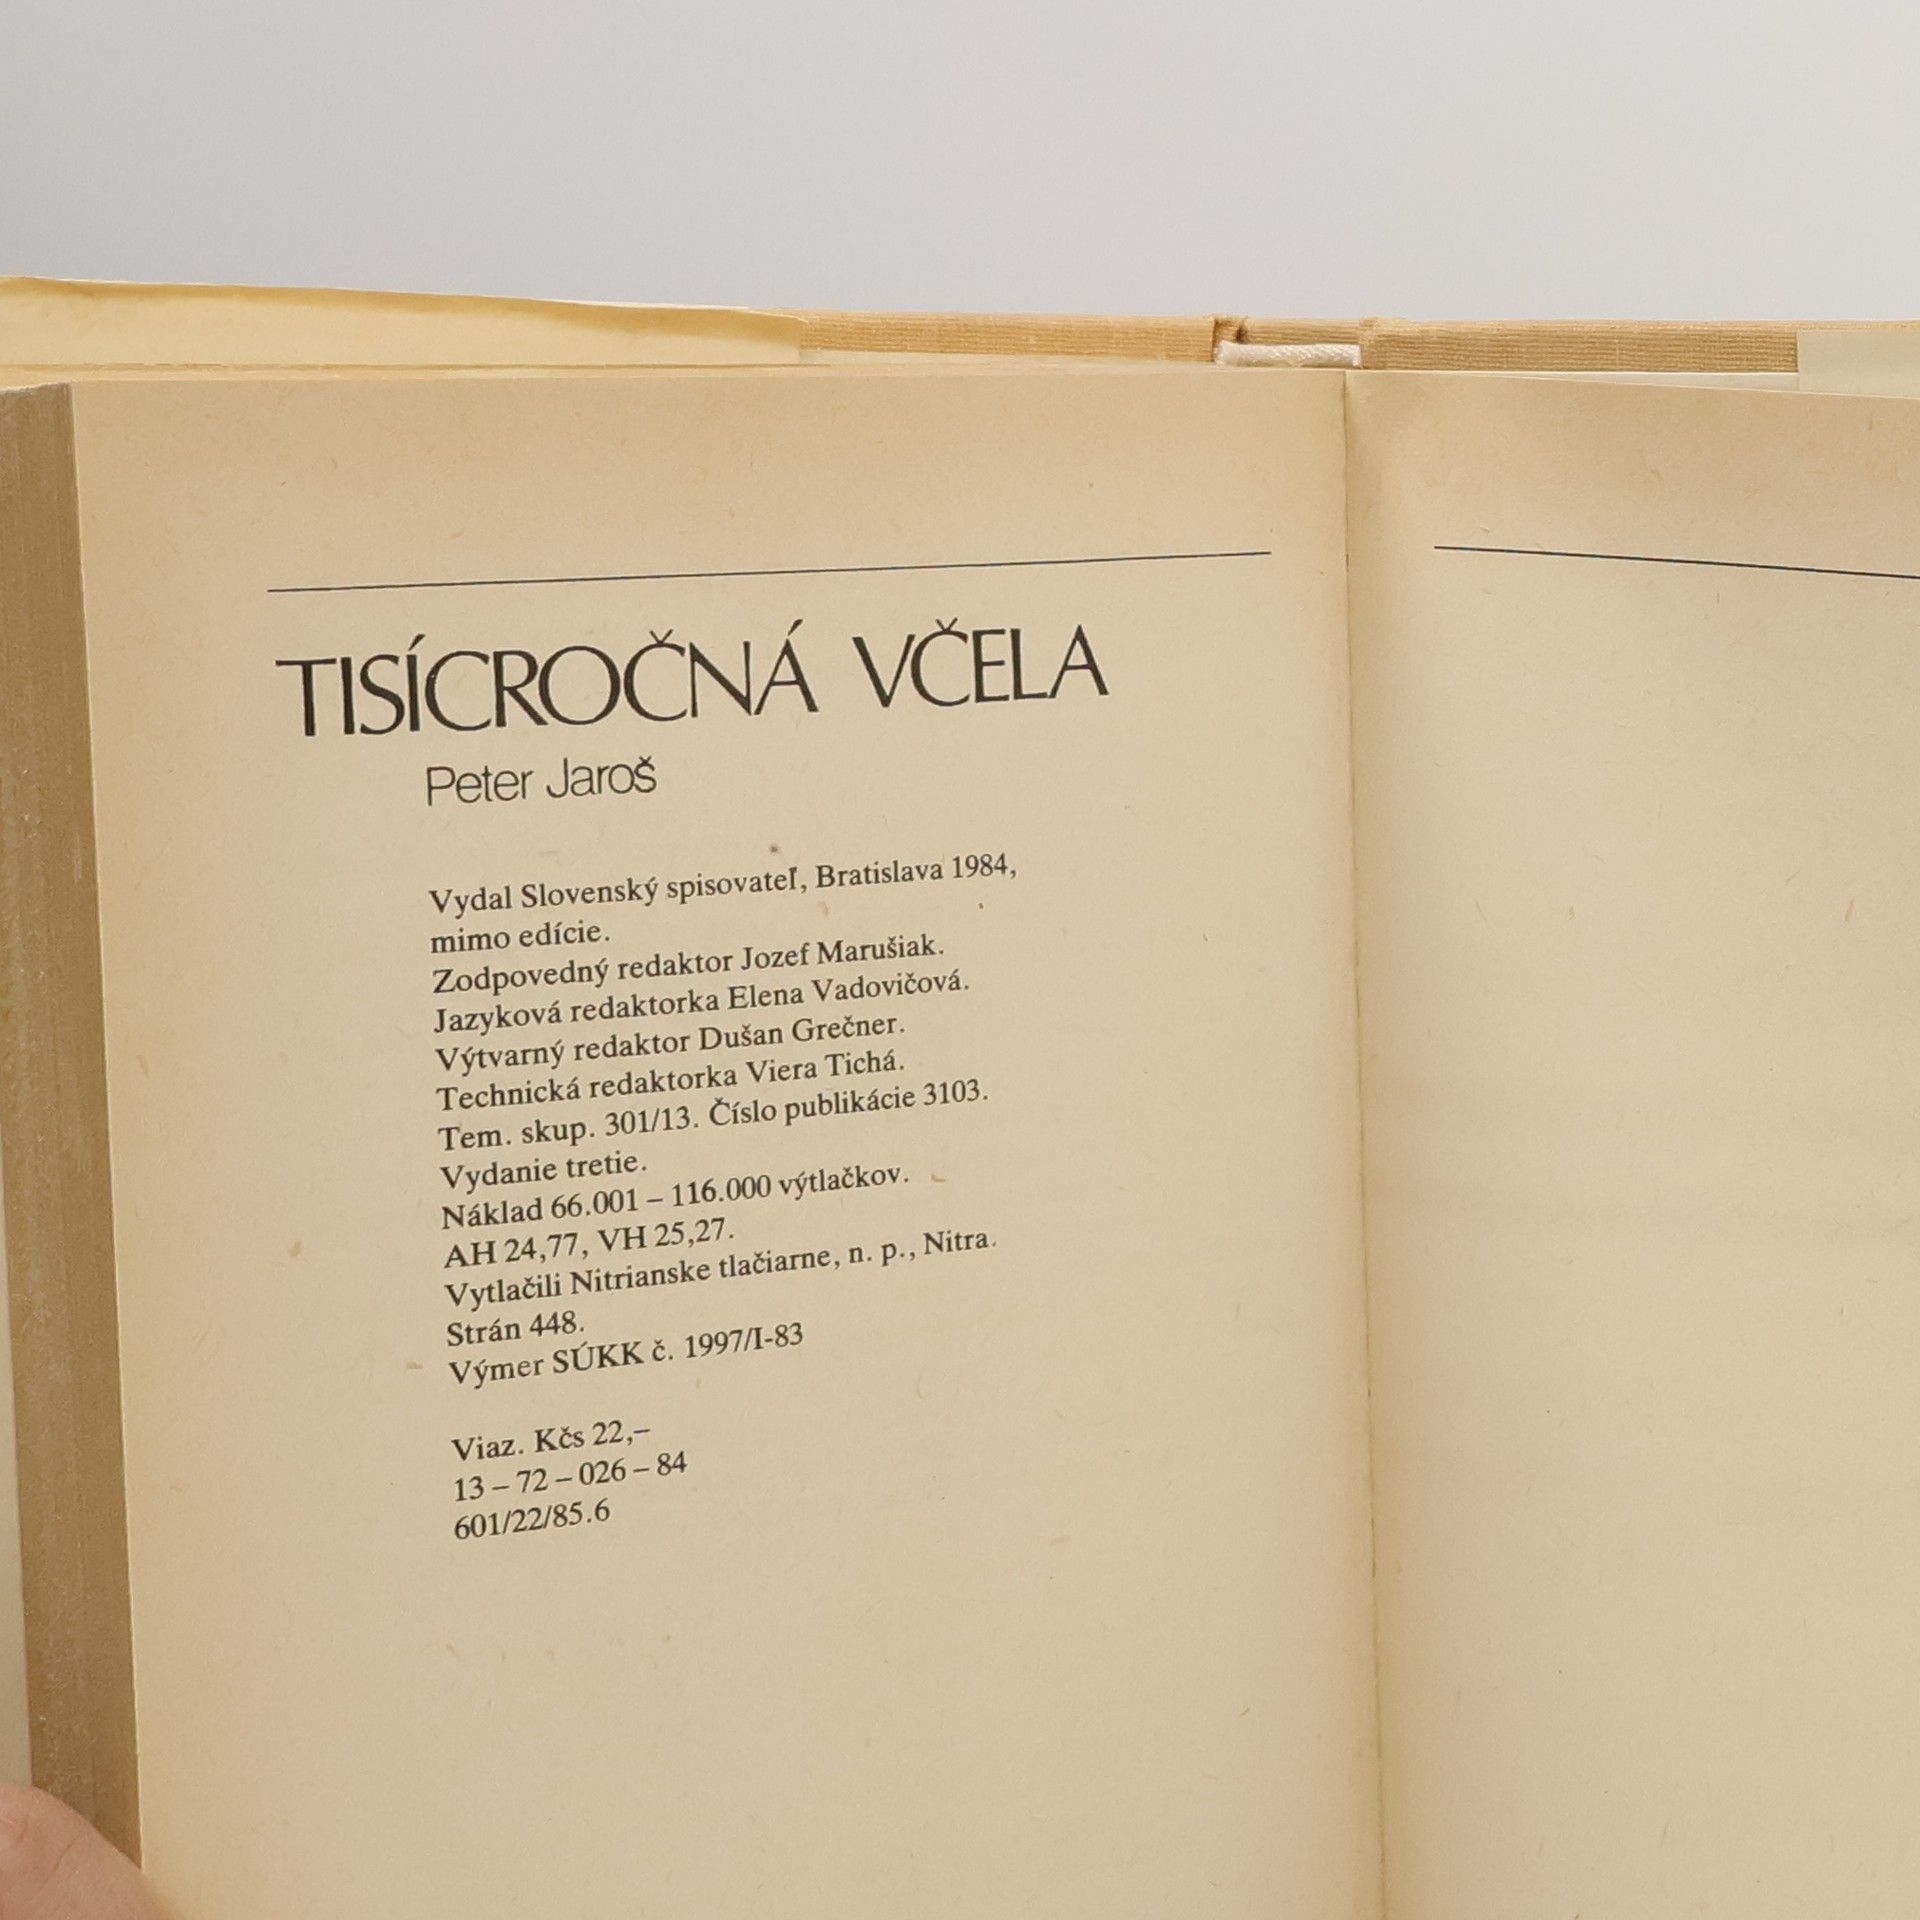 TISÍCROČNÁ VČELA
Peter Jaroš
Vydal Slovenský spisovateľ, Bratislava 1984,
mimo edície.
Zodpovedný redaktor Jozef Marušiak.
Jazyková redaktorka Elena Vadovičová.
Výtvarný redaktor Dušan Grečner.
Technická redaktorka Viera Tichá.
Tem. skup. 301/13. Číslo publikácie 3103.
Vydanie tretie.
Náklad 66.001 – 116.000 výtlačkov.
AH 24,77, VH 25,27.
Vytlačili Nitrianske tlačiarne, n. p., Nitra.
Strán 448.
Výmer SÚKK č. 1997/I-83
Viaz. Kčs 22,–
13 – 72 – 026 – 84
601/22/85.6